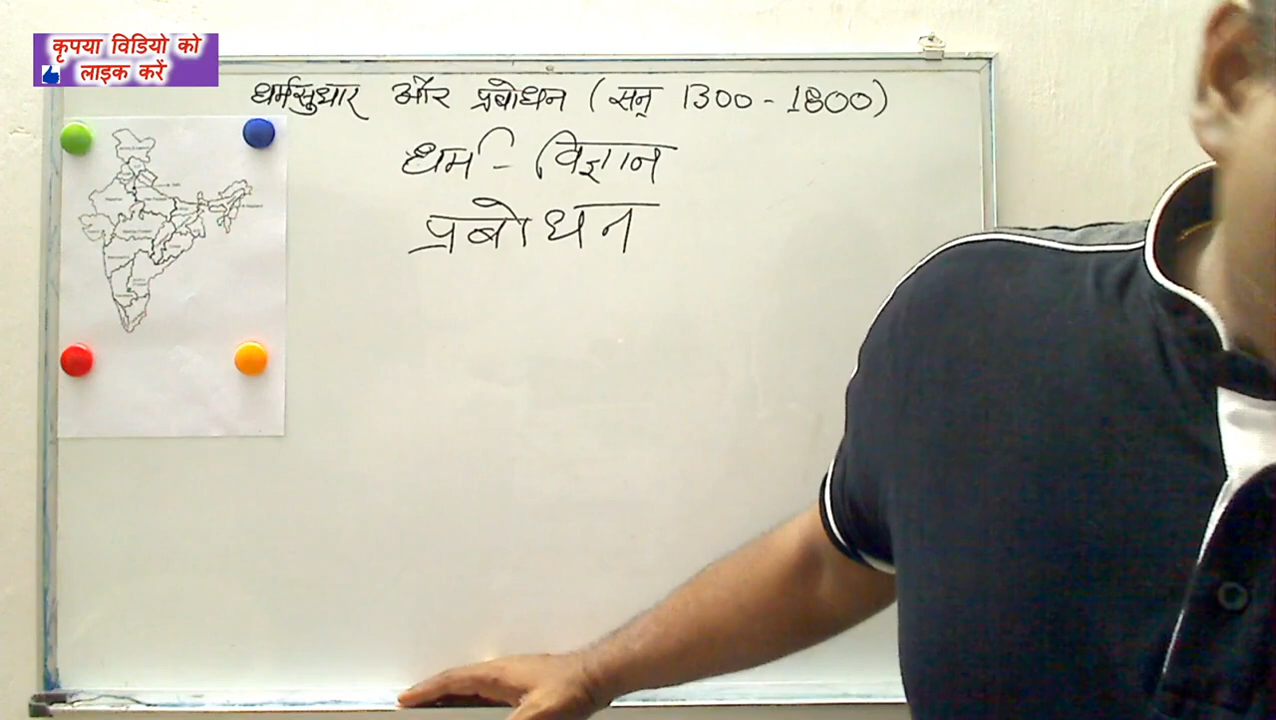 कृपया विडियो को
लाइक करें
धर्मसुधार और प्रबोधन (सन् 1300-1800)
धर्म - विज्ञान
प्रबोधन